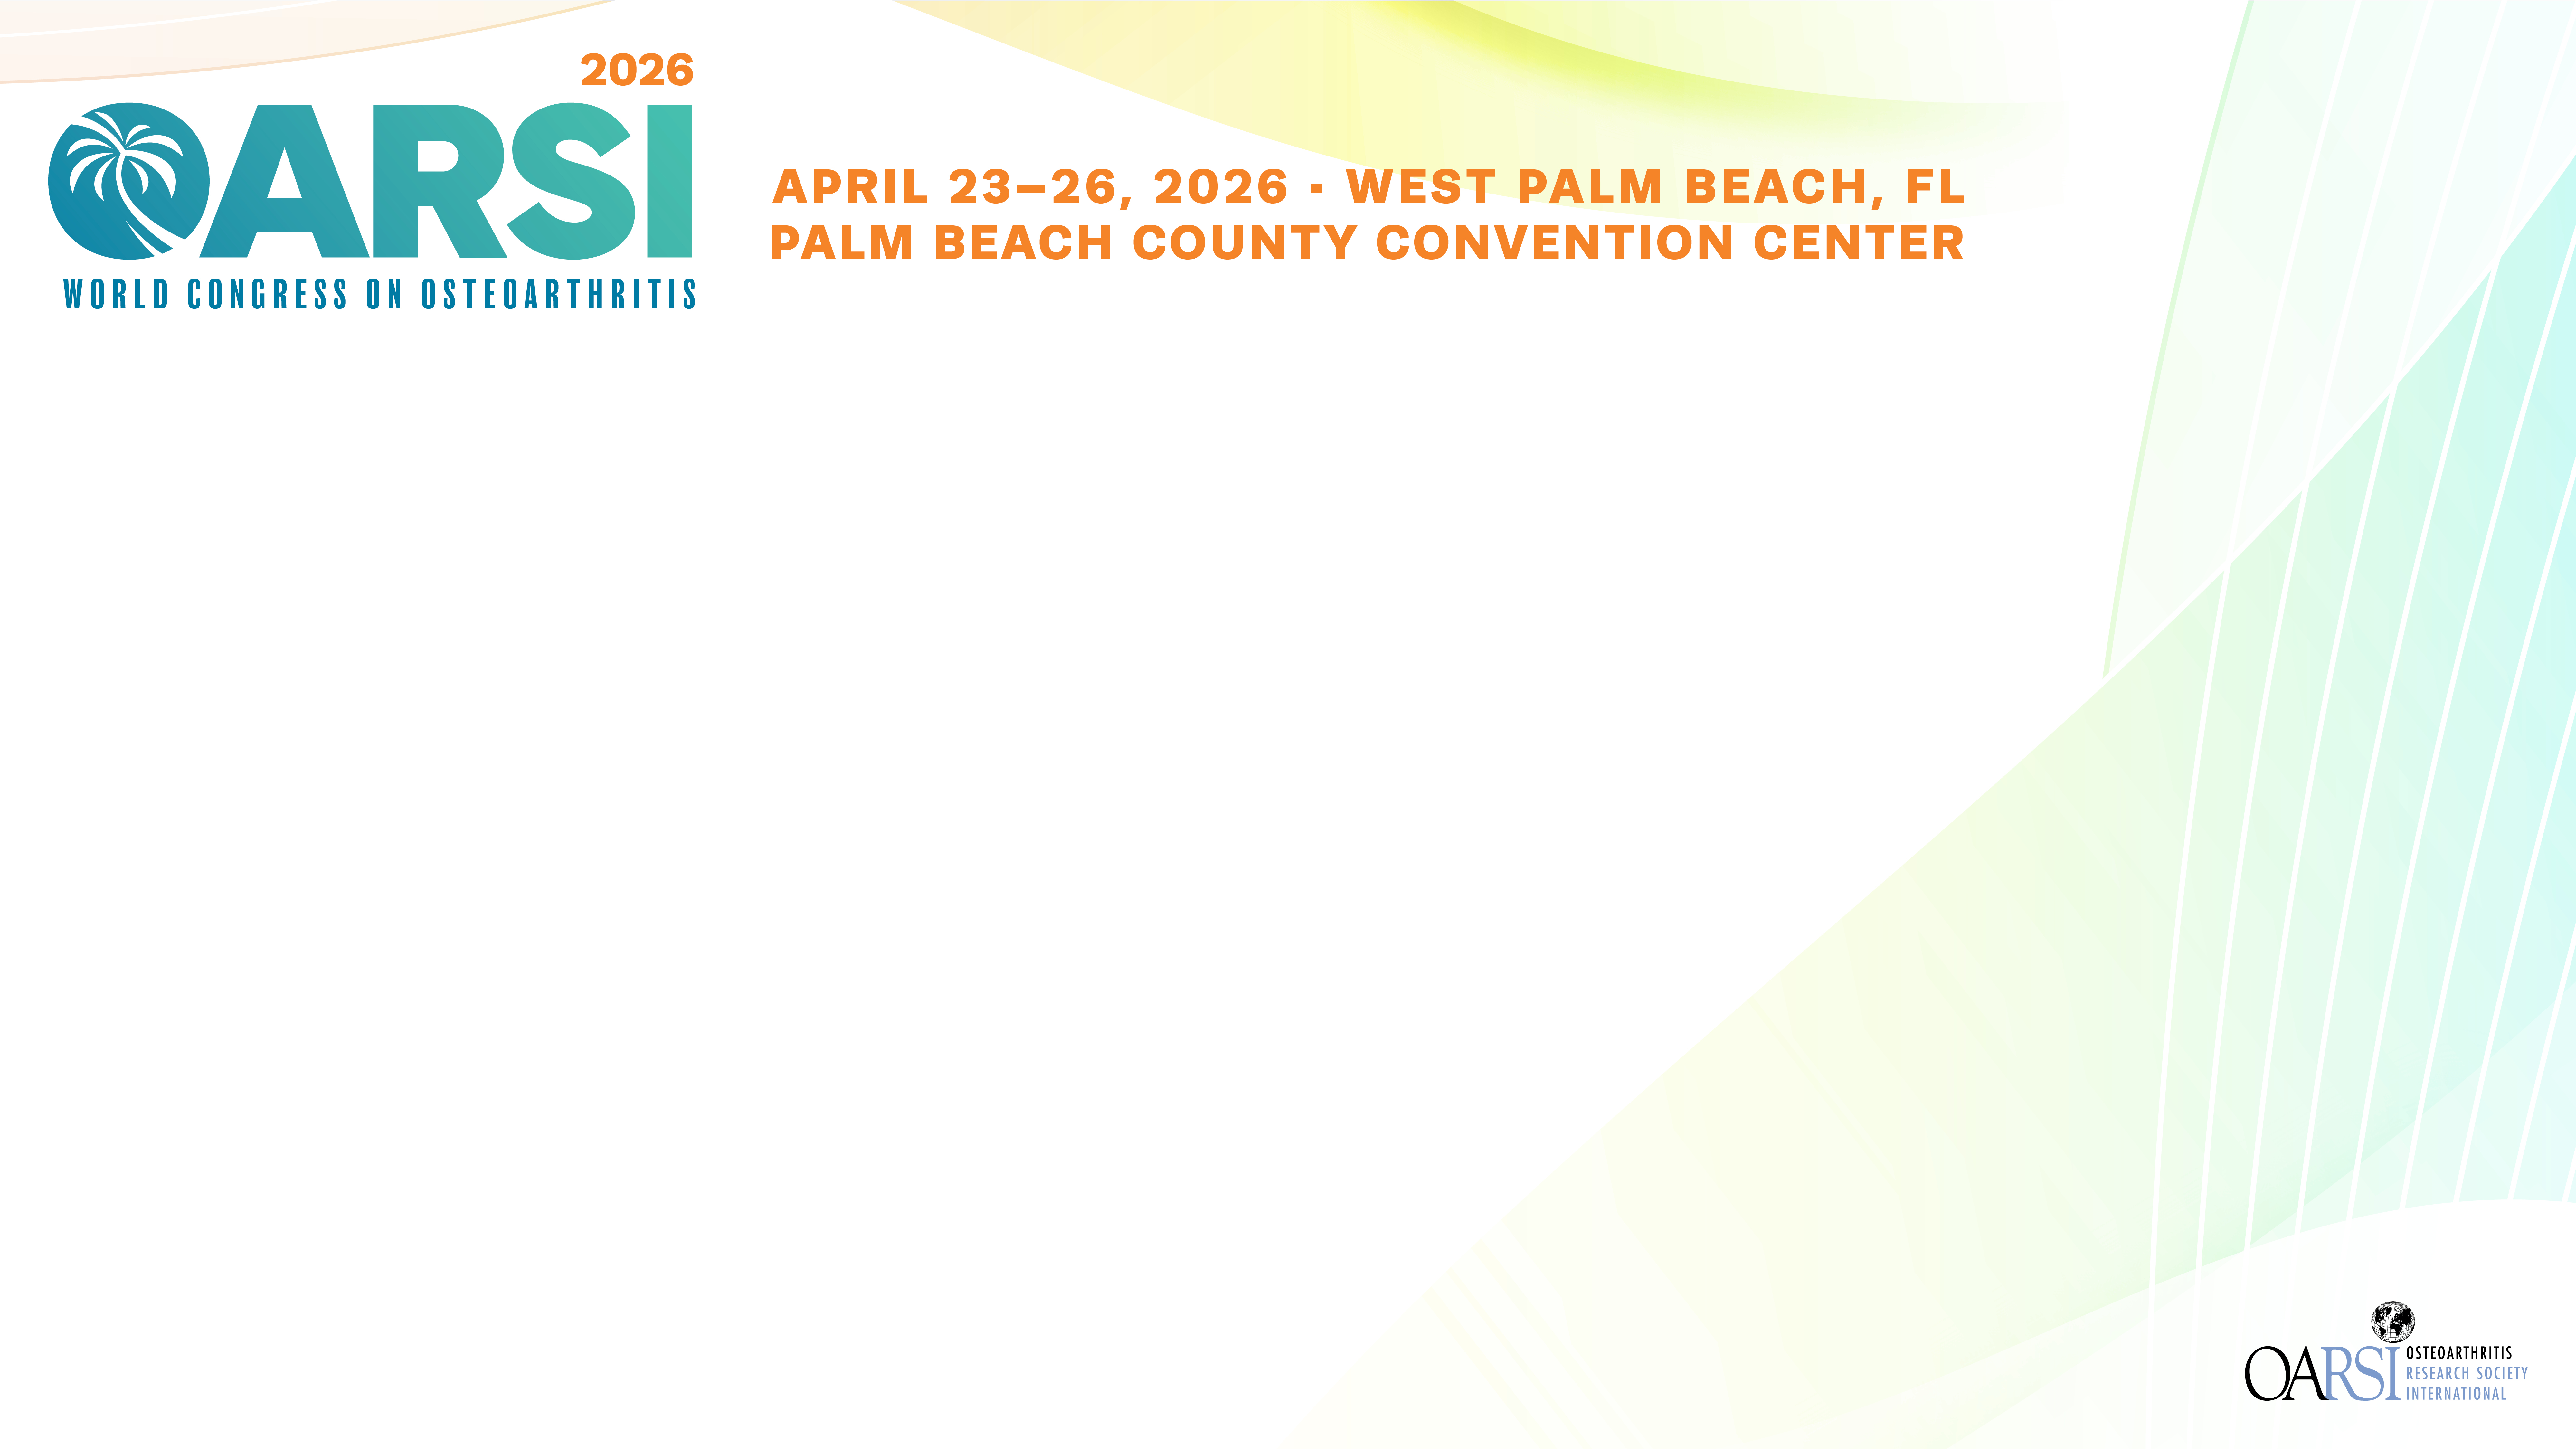 2026
OARSI
WORLD CONGRESS ON OSTEOARTHRITIS
APRIL 23–26, 2026 · WEST PALM BEACH, FL
PALM BEACH COUNTY CONVENTION CENTER
OARSI
OSTEOARTHRITIS
RESEARCH SOCIETY
INTERNATIONAL